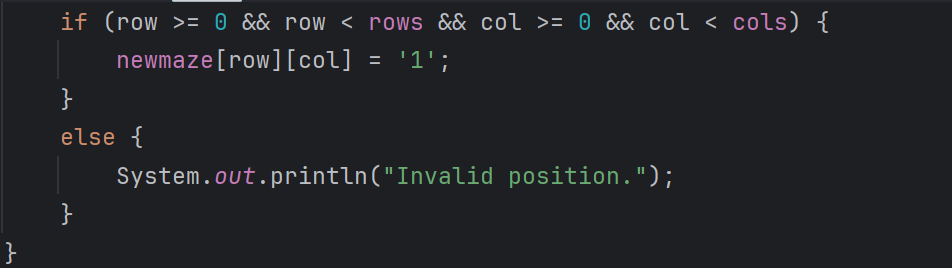 if (row >= 0 && row < rows && col >= 0 && col < cols) {
newmaze[row][col] = '1';
}
else {
System.out.println("Invalid position.");
}
}